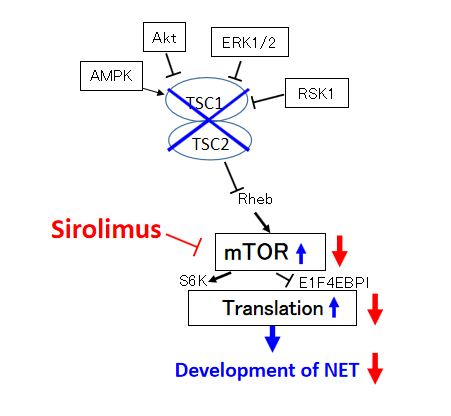 Akt
ERK1/2
AMPK
RSK1
TSC1
TSC2
Rheb
Sirolimus
mTOR
S6K
E1F4EBPI
Translation
Development of NET